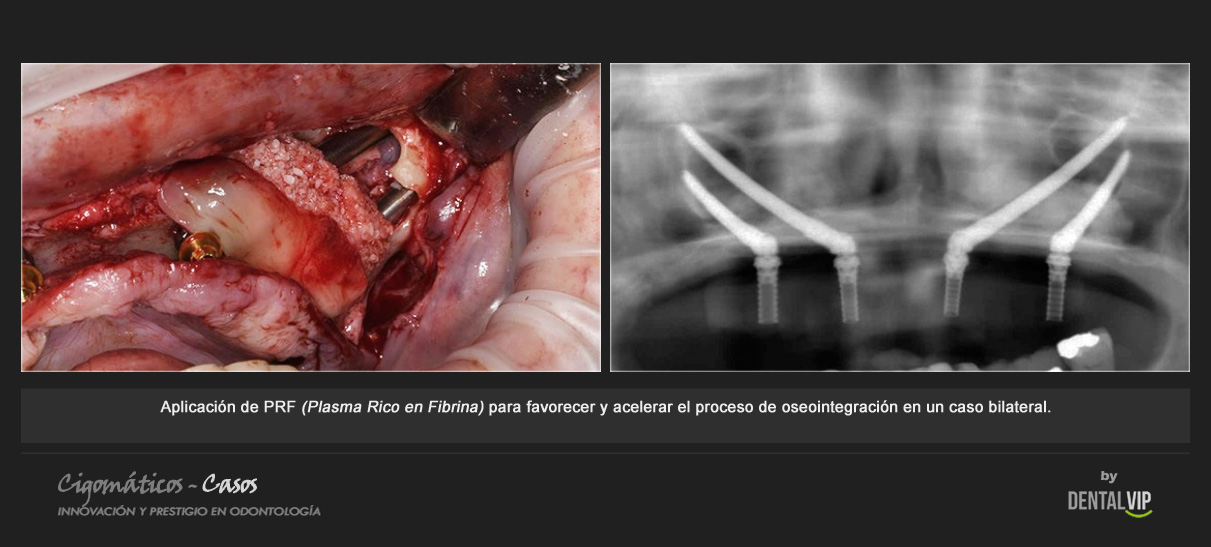 Aplicación de PRF (Plasma Rico en Fibrina) para favorecer y acelerar el proceso de oseointegración en un caso bilateral.
Cigomáticos - Casos
INNOVACIÓN Y PRESTIGIO EN ODONTOLOGÍA
by
DENTALVIP